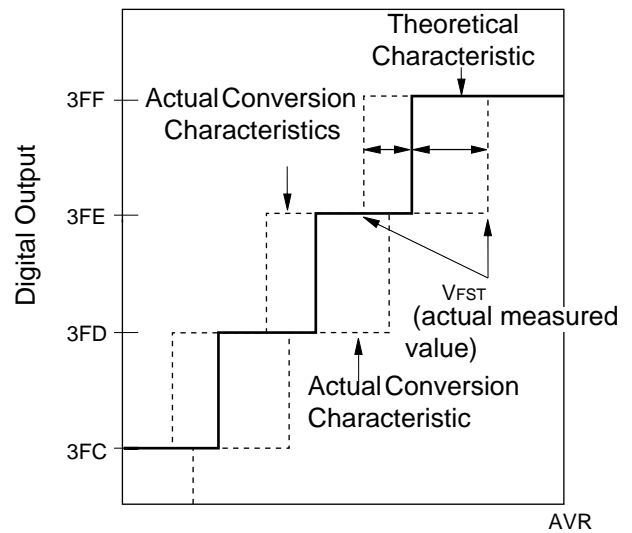 Theoretical
Characteristic
3FF
Actual Conversion
Characteristics
3FE
Digital Output
VFST
(actual measured
value)
3FD
Actual Conversion
Characteristic
3FC
AVR